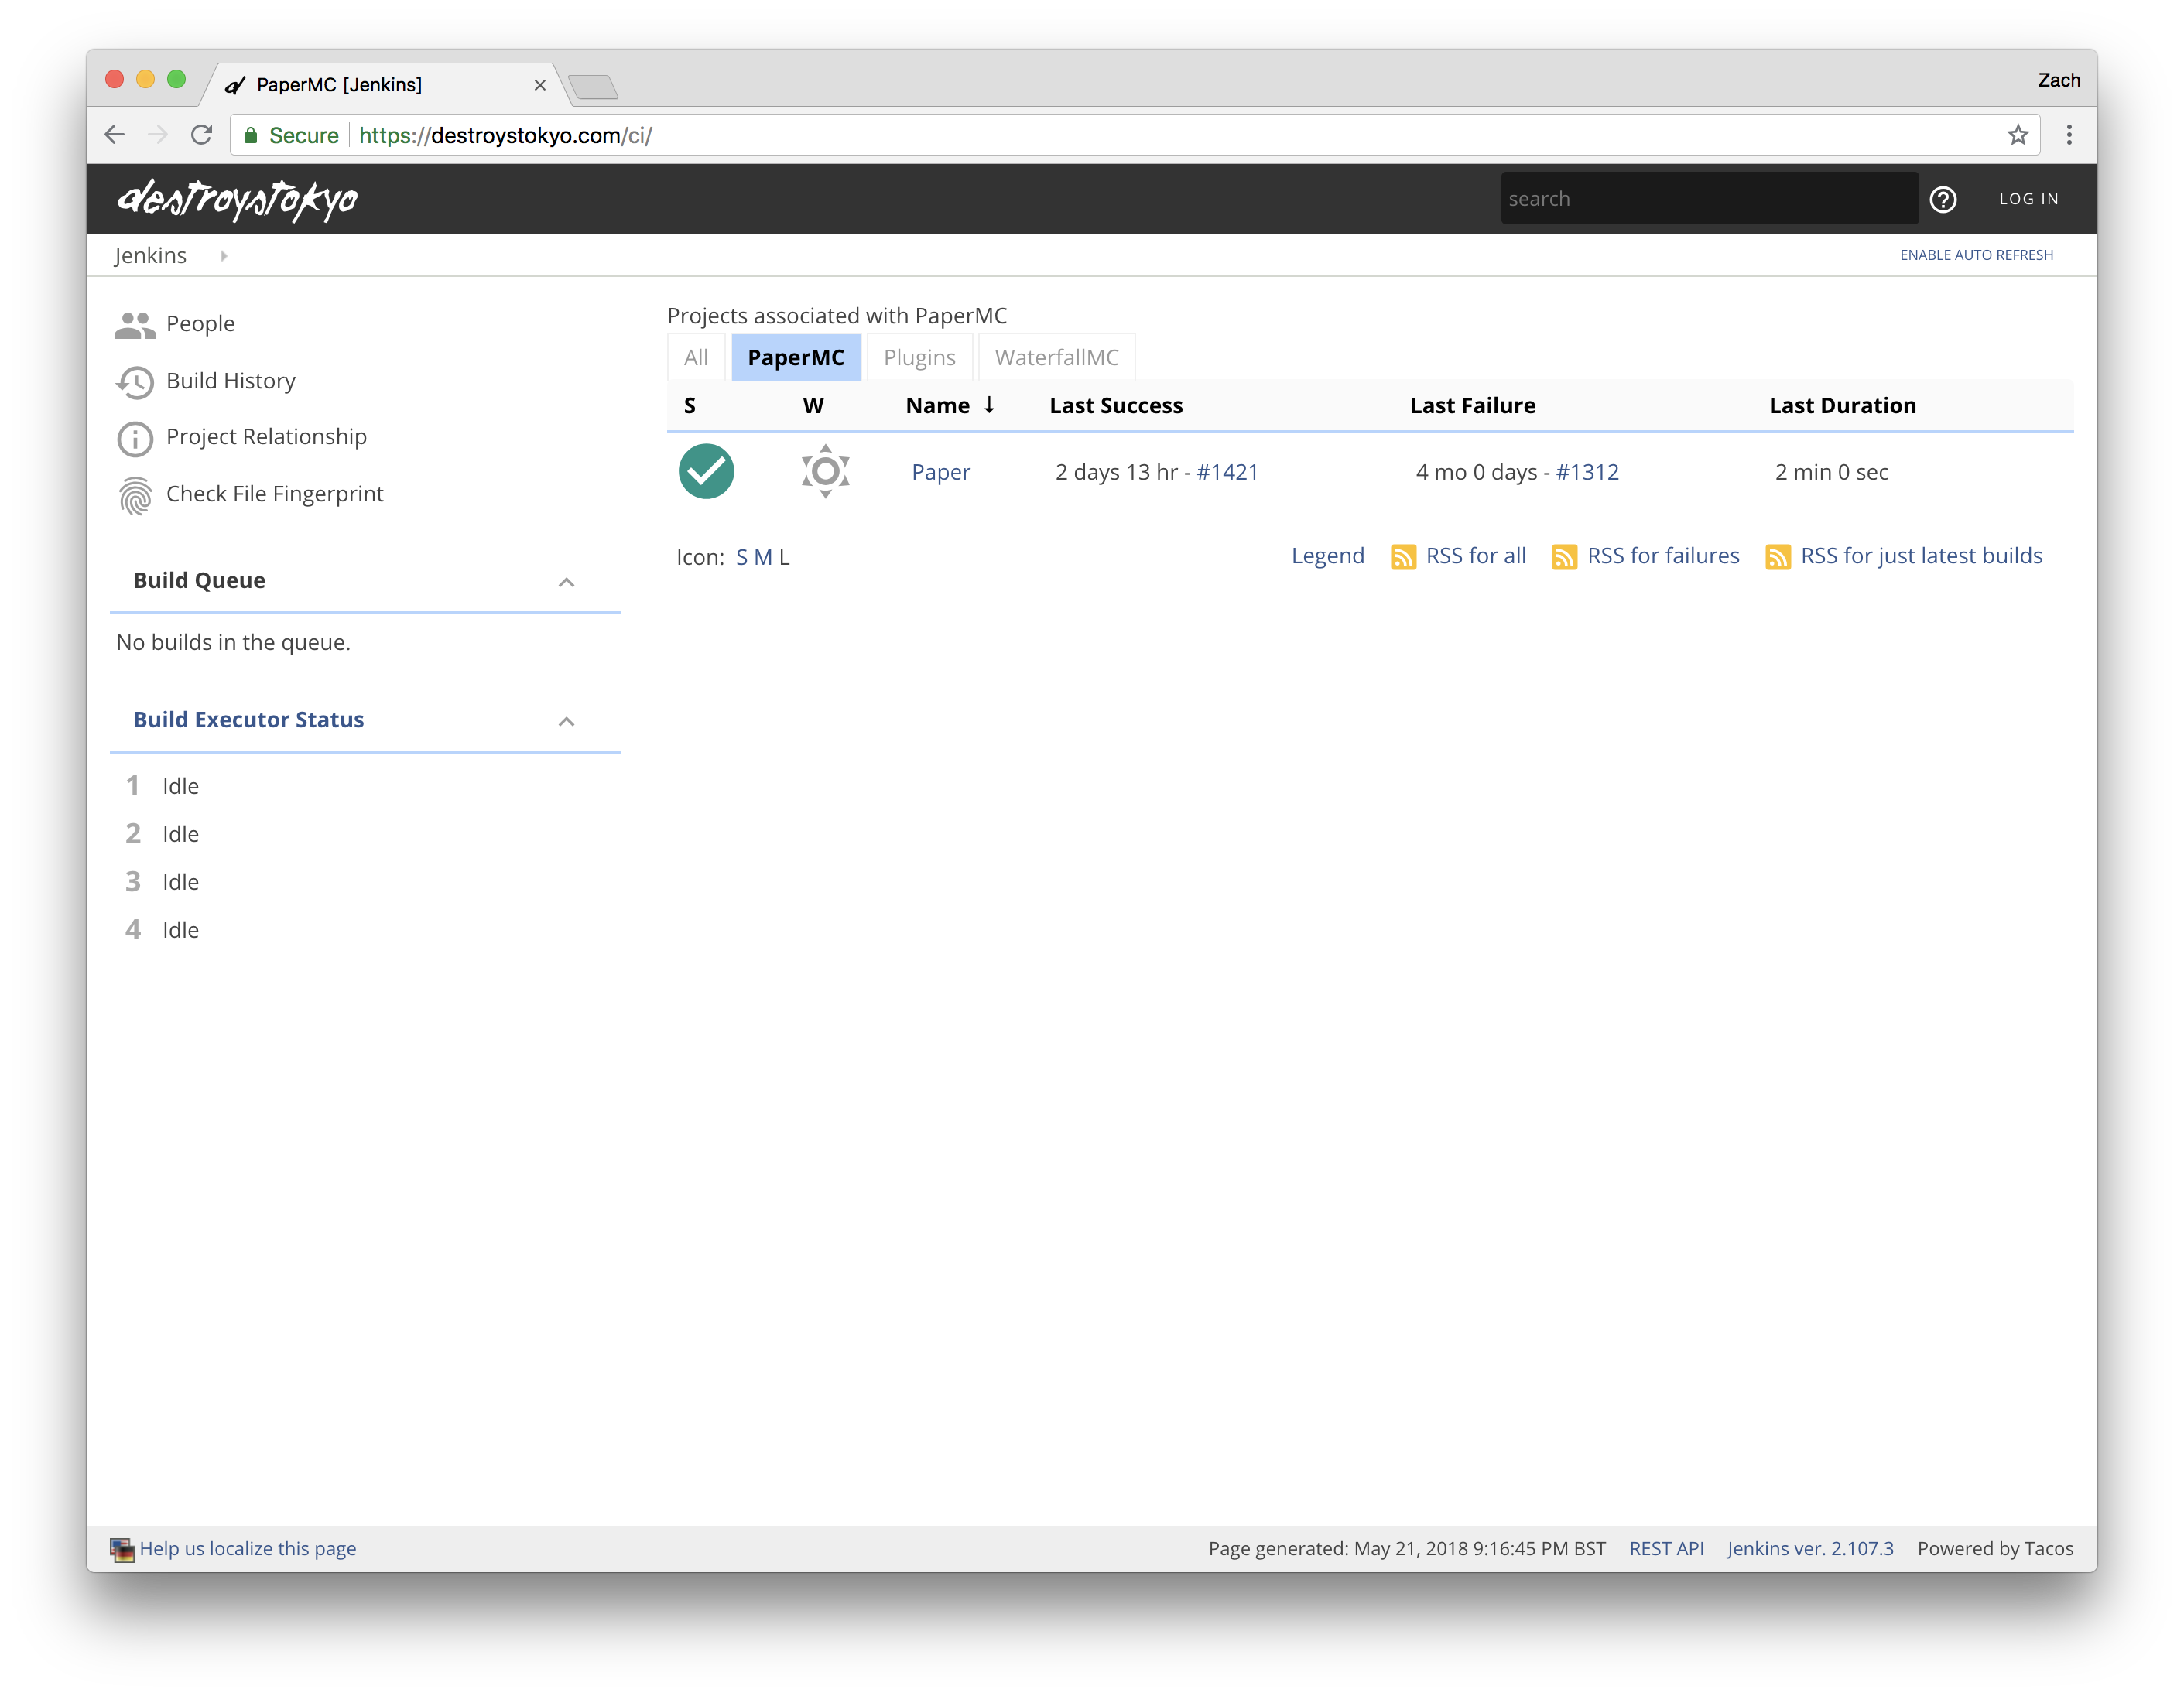 PaperMC [Jenkins]
Zach
Secure https://destroystokyo.com/ci/
destroystokyo
search
LOG IN
Jenkins
ENABLE AUTO REFRESH
People
Build History
Project Relationship
Check File Fingerprint
Build Queue
No builds in the queue.
Build Executor Status
1 Idle
2 Idle
3 Idle
4 Idle
Projects associated with PaperMC
All PaperMC Plugins WaterfallMC
S W Name ↓ Last Success Last Failure Last Duration
Paper 2 days 13 hr - #1421 4 mo 0 days - #1312 2 min 0 sec
Icon: S M L
Legend RSS for all RSS for failures RSS for just latest builds
Help us localize this page
Page generated: May 21, 2018 9:16:45 PM BST REST API Jenkins ver. 2.107.3 Powered by Tacos